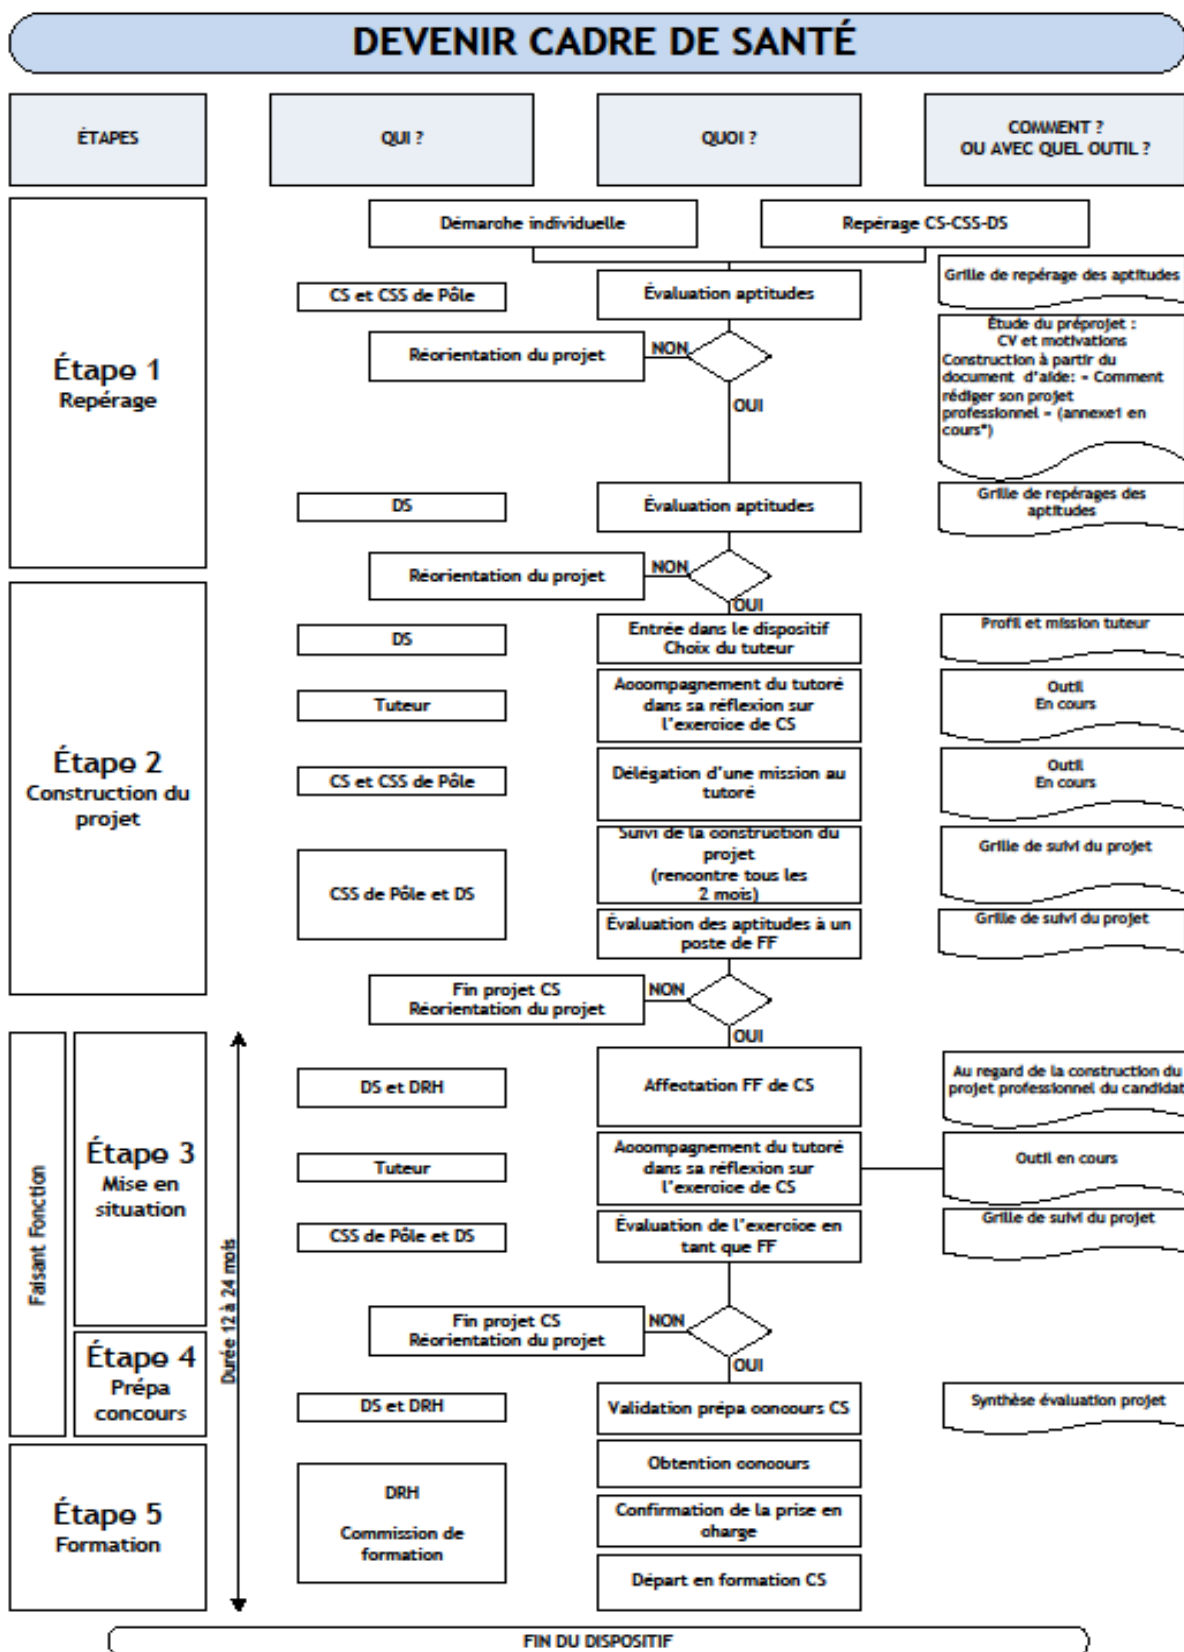 DEVENIR CADRE DE SANTÉ
ÉTAPES
QUI ?
QUOI ?
COMMENT ?
OU AVEC QUEL OUTIL ?
Étape 1
Repérage
Démarche individuelle
Repérage CS-CSS-DS
CS et CSS de Pôle
Évaluation aptitudes
Grille de repérage des aptitudes
Réorientation du projet
NON
OUI
Étude du préprojet :
CV et motivations
Construction à partir du
document d'aide: « Comment
rédiger son projet
professionnel » (annexe1 en
cours*)
DS
Évaluation aptitudes
Grille de repérages des
aptitudes
Réorientation du projet
NON
OUI
Étape 2
Construction du
projet
DS
Entrée dans le dispositif
Choix du tuteur
Profil et mission tuteur
Tuteur
Accompagnement du tutoré
dans sa réflexion sur
l'exercice de CS
Outil
En cours
CS et CSS de Pôle
Délégation d'une mission au
tutoré
Outil
En cours
CSS de Pôle et DS
Suivi de la construction du
projet
(rencontre tous les
2 mois)
Grille de suivi du projet
Évaluation des aptitudes à un
poste de FF
Grille de suivi du projet
Fin projet CS
Réorientation du projet
NON
OUI
Faisant Fonction
Étape 3
Mise en
situation
Durée 12 à 24 mois
DS et DRH
Affectation FF de CS
Au regard de la construction du
projet professionnel du candidat
Tuteur
Accompagnement du tutoré
dans sa réflexion sur
l'exercice de CS
Outil en cours
CSS de Pôle et DS
Évaluation de l'exercice en
tant que FF
Grille de suivi du projet
Fin projet CS
Réorientation du projet
NON
OUI
Étape 4
Prépa
concours
DS et DRH
Validation prépa concours CS
Synthèse évaluation projet
Étape 5
Formation
DRH
Commission de
formation
Obtention concours
Confirmation de la prise en
charge
Départ en formation CS
FIN DU DISPOSITIF